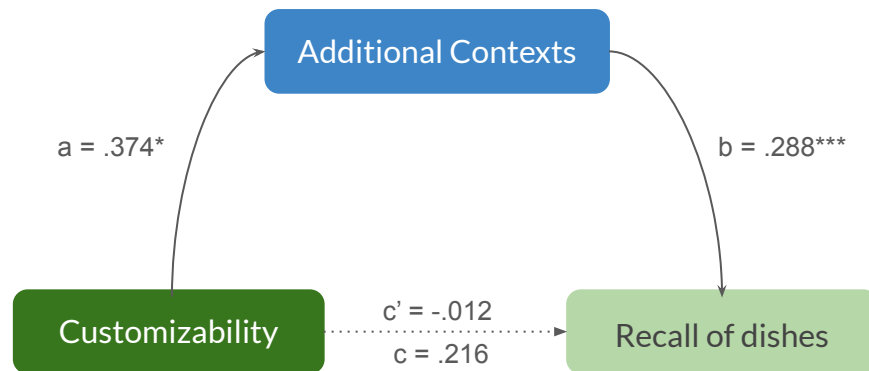 Additional Contexts
a = .374*
b = .288***
Customizability
c’ = -.012
c = .216
Recall of dishes